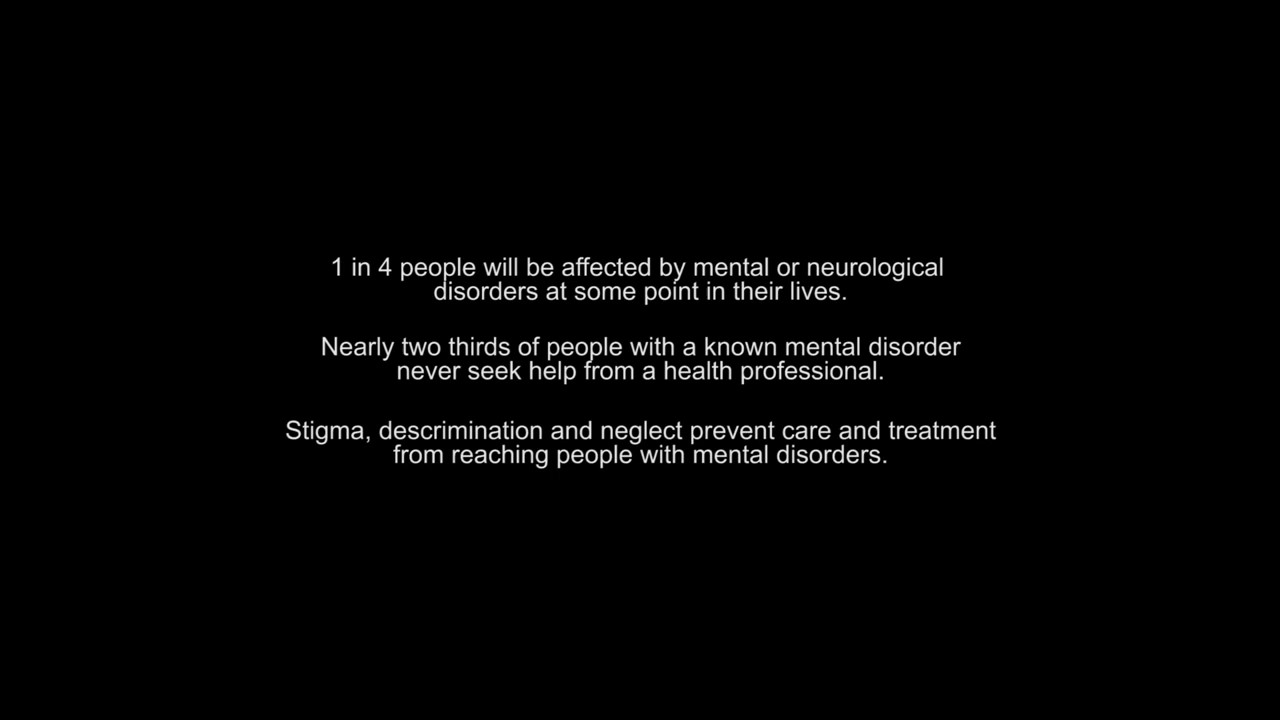 1 in 4 people will be affected by mental or neurological
disorders at some point in their lives.
Nearly two thirds of people with a known mental disorder
never seek help from a health professional.
Stigma, descrimination and neglect prevent care and treatment
from reaching people with mental disorders.